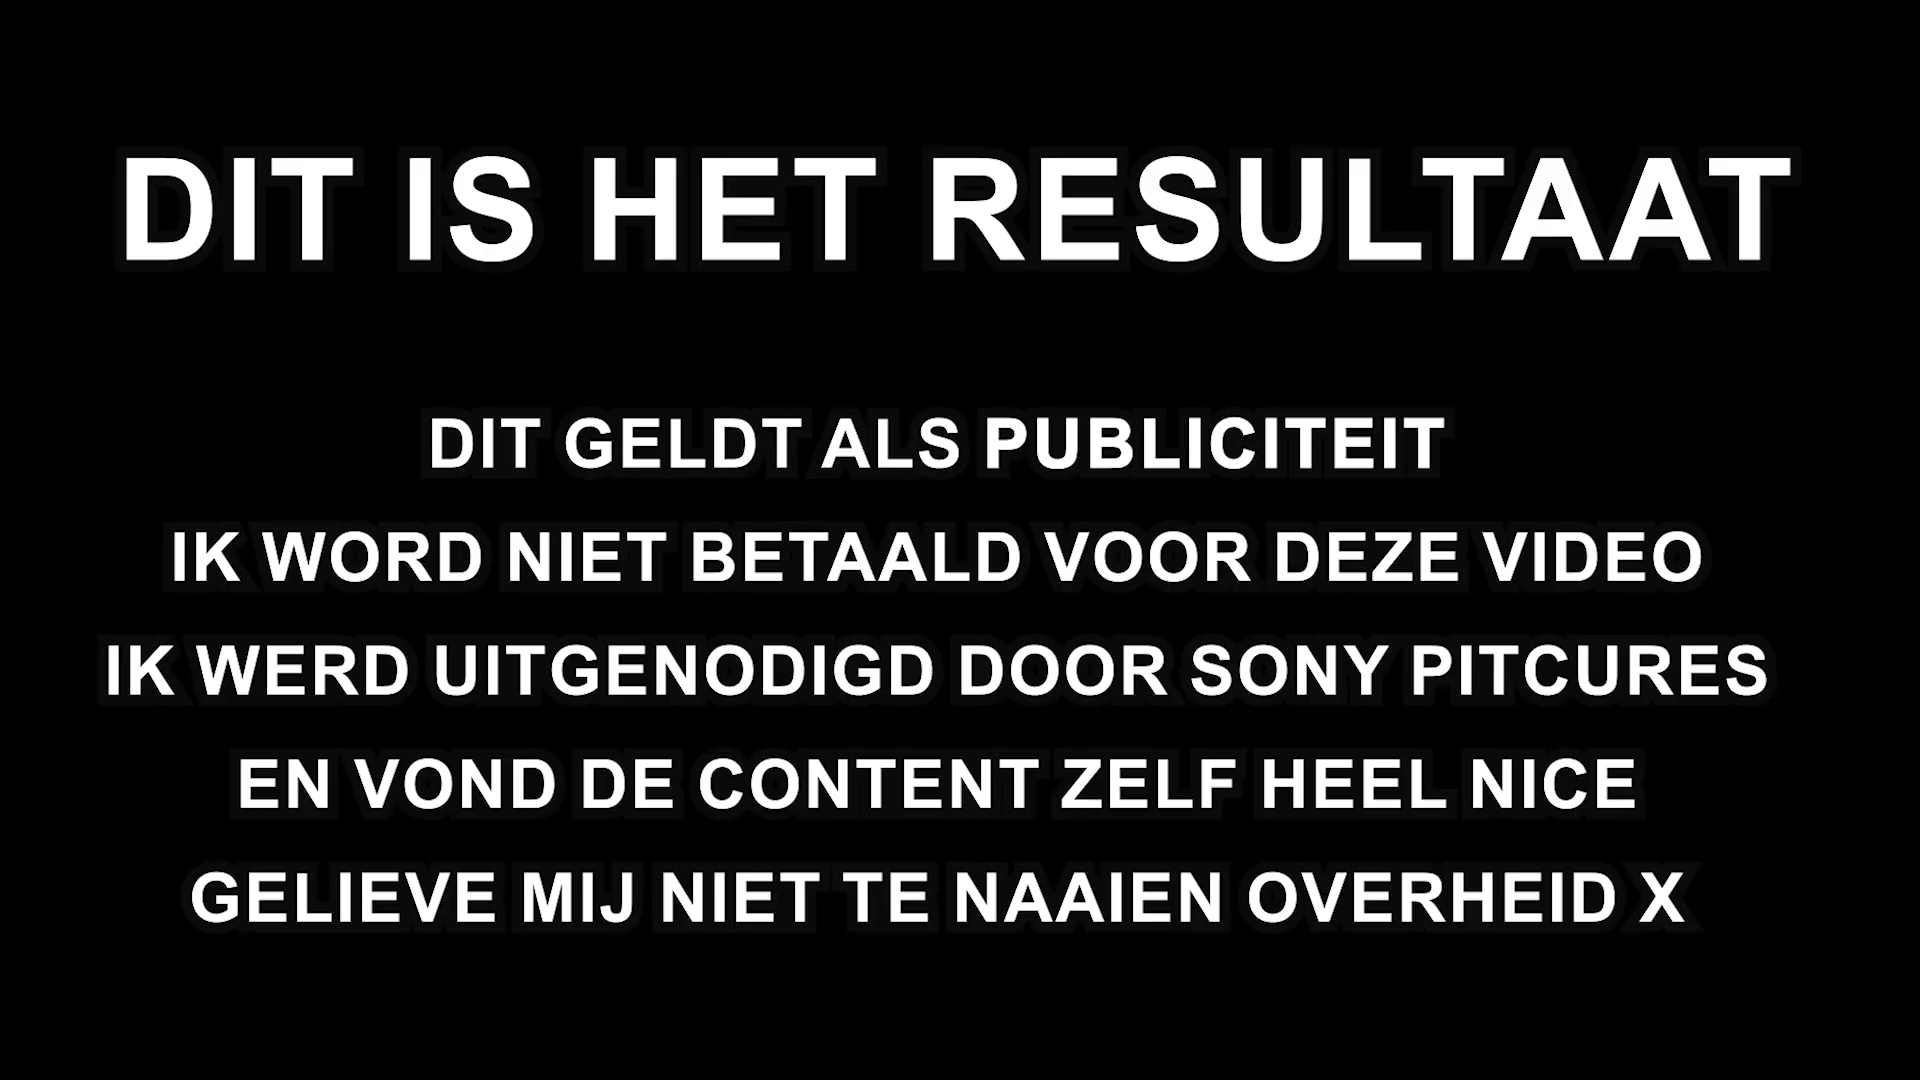 DIT IS HET RESULTAAT
DIT GELDT ALS PUBLICITEIT
IK WORD NIET BETAALD VOOR DEZE VIDEO
IK WERD UITGENODIGD DOOR SONY PITCURES
EN VOND DE CONTENT ZELF HEEL NICE
GELIEVE MIJ NIET TE NAAIEN OVERHEID X